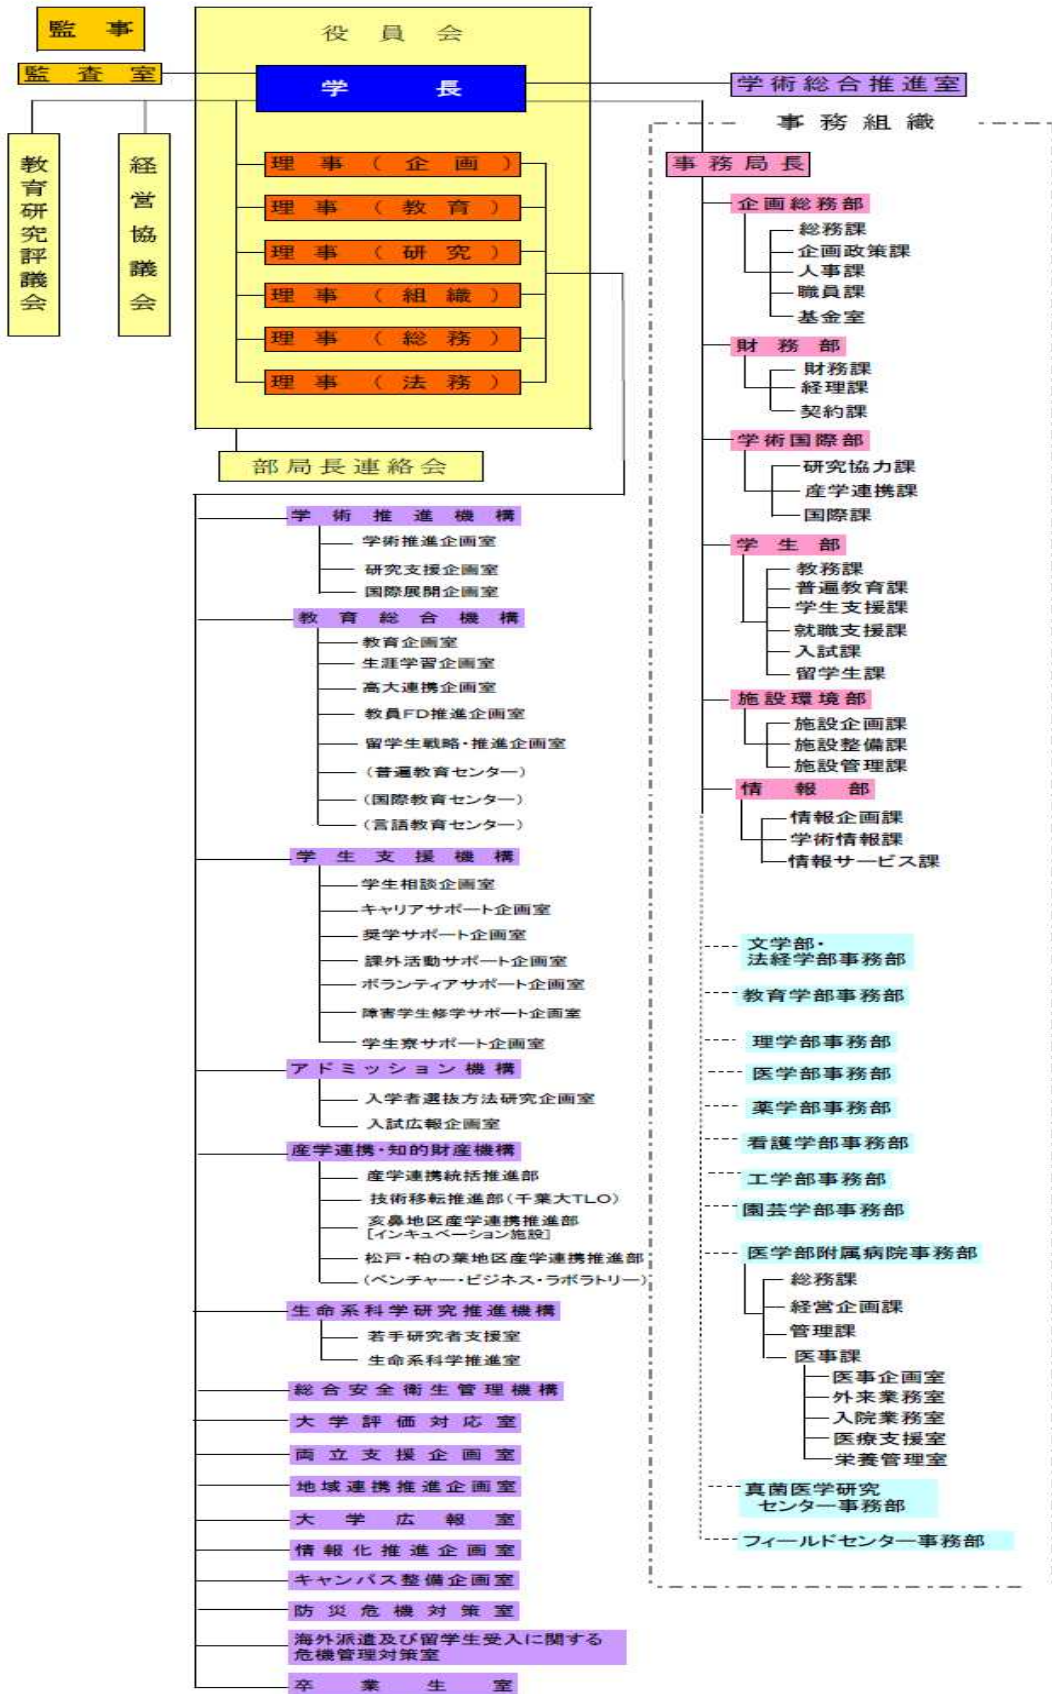 監事
監査室
役員会
学長
学術総合推進室
教育研究評議会
経営協議会
理事(企画)
理事(教育)
理事(研究)
理事(組織)
理事(総務)
理事(法務)
部局長連絡会
学術推進機構
学術推進企画室
研究支援企画室
国際展開企画室
教育総合機構
教育企画室
生涯学習企画室
高大連携企画室
教員FD推進企画室
留学生戦略・推進企画室
(普遍教育センター)
(国際教育センター)
(言語教育センター)
学生支援機構
学生相談企画室
キャリアサポート企画室
奨学サポート企画室
課外活動サポート企画室
ボランティアサポート企画室
障害学生修学サポート企画室
学生寮サポート企画室
アドミッション機構
入学者選抜方法研究企画室
入試広報企画室
産学連携・知的財産機構
産学連携統括推進部
技術移転推進部(千葉大TLO)
亥鼻地区産学連携推進部
[インキュベーション施設]
松戸・柏の葉地区産学連携推進部
(ベンチャー・ビジネス・ラボラトリー)
生命系科学研究推進機構
若手研究者支援室
生命系科学推進室
総合安全衛生管理機構
大学評価対応室
両立支援企画室
地域連携推進企画室
大学広報室
情報化推進企画室
キャンパス整備企画室
防災危機対策室
海外派遣及び留学生受入に関する
危機管理対策室
卒業生室
事務組織
事務局長
企画総務部
総務課
企画政策課
人事課
職員課
基金室
財務部
財務課
経理課
契約課
学術国際部
研究協力課
産学連携課
国際課
学生部
教務課
普遍教育課
学生支援課
就職支援課
入試課
留学生課
施設環境部
施設企画課
施設整備課
施設管理課
情報部
情報企画課
学術情報課
情報サービス課
文学部・
法経学部事務部
教育学部事務部
理学部事務部
医学部事務部
薬学部事務部
看護学部事務部
工学部事務部
園芸学部事務部
医学部附属病院事務部
総務課
経営企画課
管理課
医事課
医事企画室
外来業務室
入院業務室
医療支援室
栄養管理室
真菌医学研究
センター事務部
フィールドセンター事務部